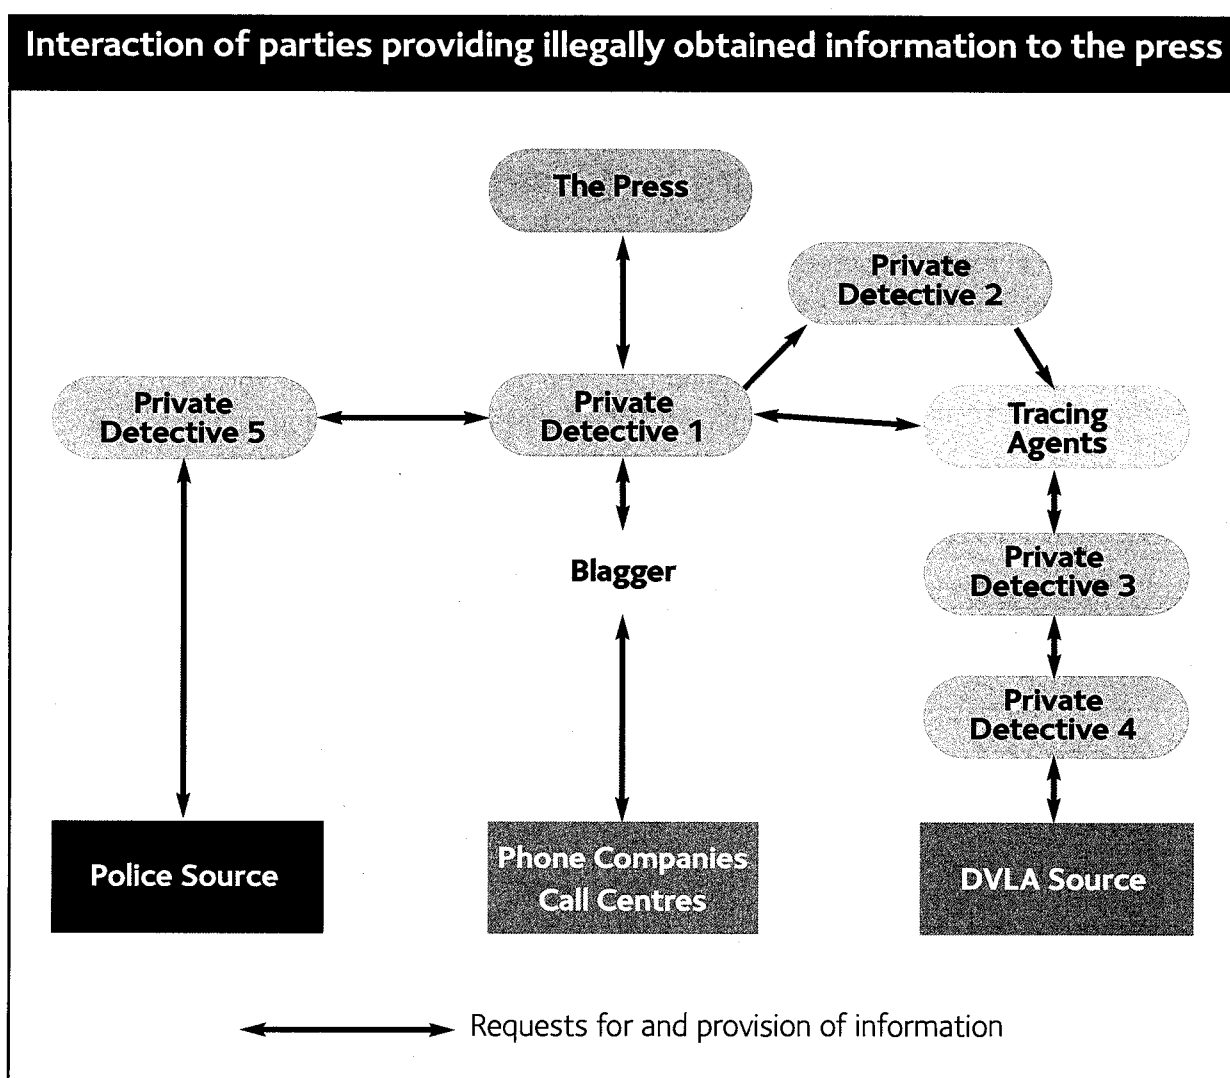 Interaction of parties providing illegally obtained information to the press
The Press
Private
Detective 2
Private
Detective 5
Private
Detective 1
Tracing
Agents
Blagger
Private
Detective 3
Private
Detective 4
Police Source
Phone Companies
Call Centres
DVLA Source
Requests for and provision of information